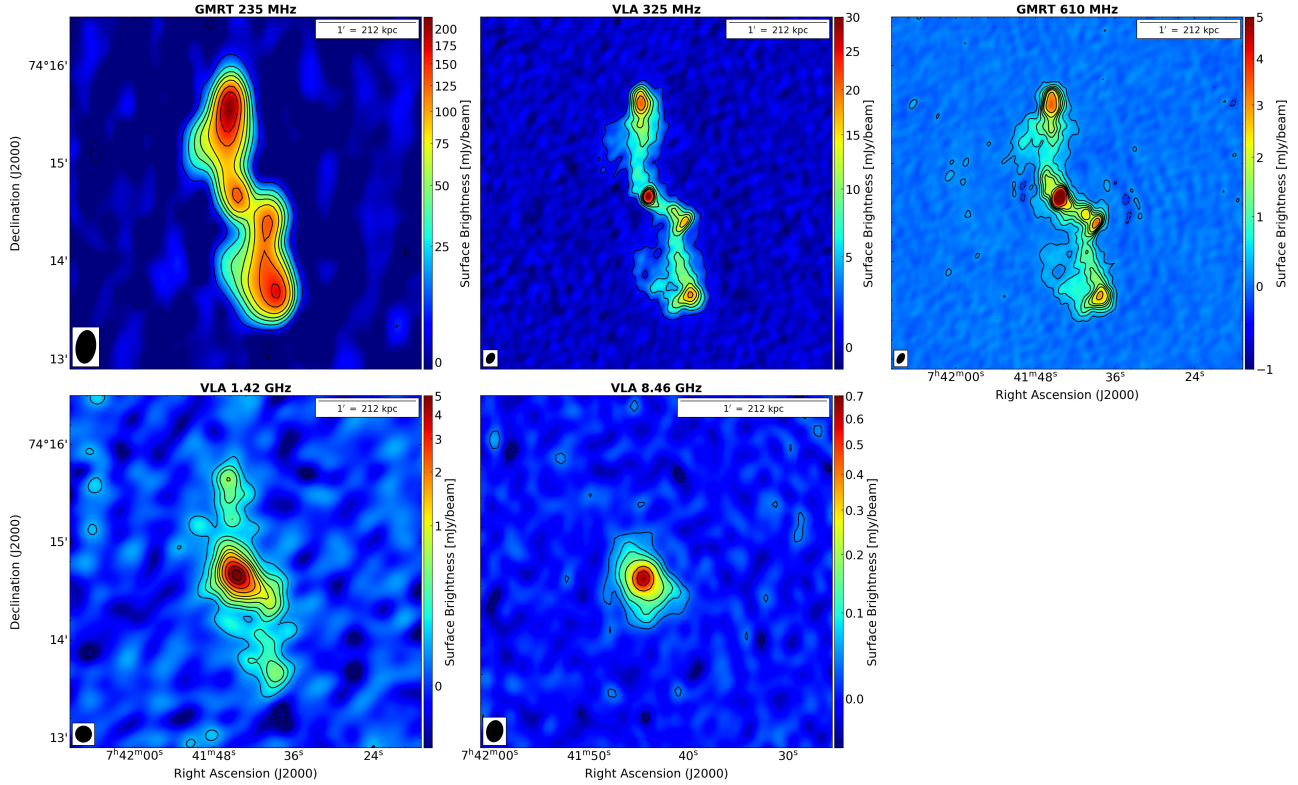 GMRT 235 MHz
1′ = 212 kpc
Declination (J2000)
74°16'
15'
14'
13'
200
175
150
125
100
75
50
25
0
Surface Brightness [mJy/beam]
VLA 325 MHz
1′ = 212 kpc
30
25
20
15
10
5
0
Surface Brightness [mJy/beam]
GMRT 610 MHz
1′ = 212 kpc
5
4
3
2
1
0
−1
Surface Brightness [mJy/beam]
7ʰ42ᵐ00ˢ 41ᵐ48ˢ 36ˢ 24ˢ
Right Ascension (J2000)
VLA 1.42 GHz
1′ = 212 kpc
Declination (J2000)
74°16'
15'
14'
13'
5
4
3
2
1
0
Surface Brightness [mJy/beam]
7ʰ42ᵐ00ˢ 41ᵐ48ˢ 36ˢ 24ˢ
Right Ascension (J2000)
VLA 8.46 GHz
1′ = 212 kpc
0.7
0.6
0.5
0.4
0.3
0.2
0.1
0.0
Surface Brightness [mJy/beam]
7ʰ42ᵐ00ˢ 41ᵐ50ˢ 40ˢ 30ˢ
Right Ascension (J2000)